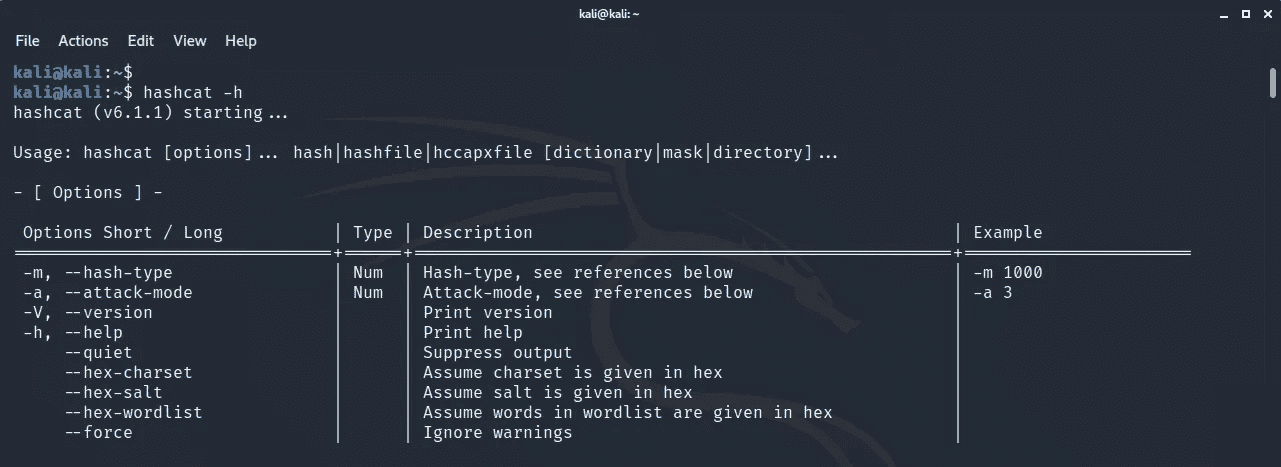 kali@kali: ~
File Actions Edit View Help
kali@kali:~$
kali@kali:~$ hashcat -h
hashcat (v6.1.1) starting...
Usage: hashcat [options]... hash|hashfile|hccapxfile [dictionary|mask|directory]...
- [ Options ] -
Options Short / Long | Type | Description | Example
================================+======+======================================================+=======================
-m, --hash-type | Num | Hash-type, see references below | -m 1000
-a, --attack-mode | Num | Attack-mode, see references below | -a 3
-V, --version | | Print version |
-h, --help | | Print help |
--quiet | | Suppress output |
--hex-charset | | Assume charset is given in hex |
--hex-salt | | Assume salt is given in hex |
--hex-wordlist | | Assume words in wordlist are given in hex |
--force | | Ignore warnings |